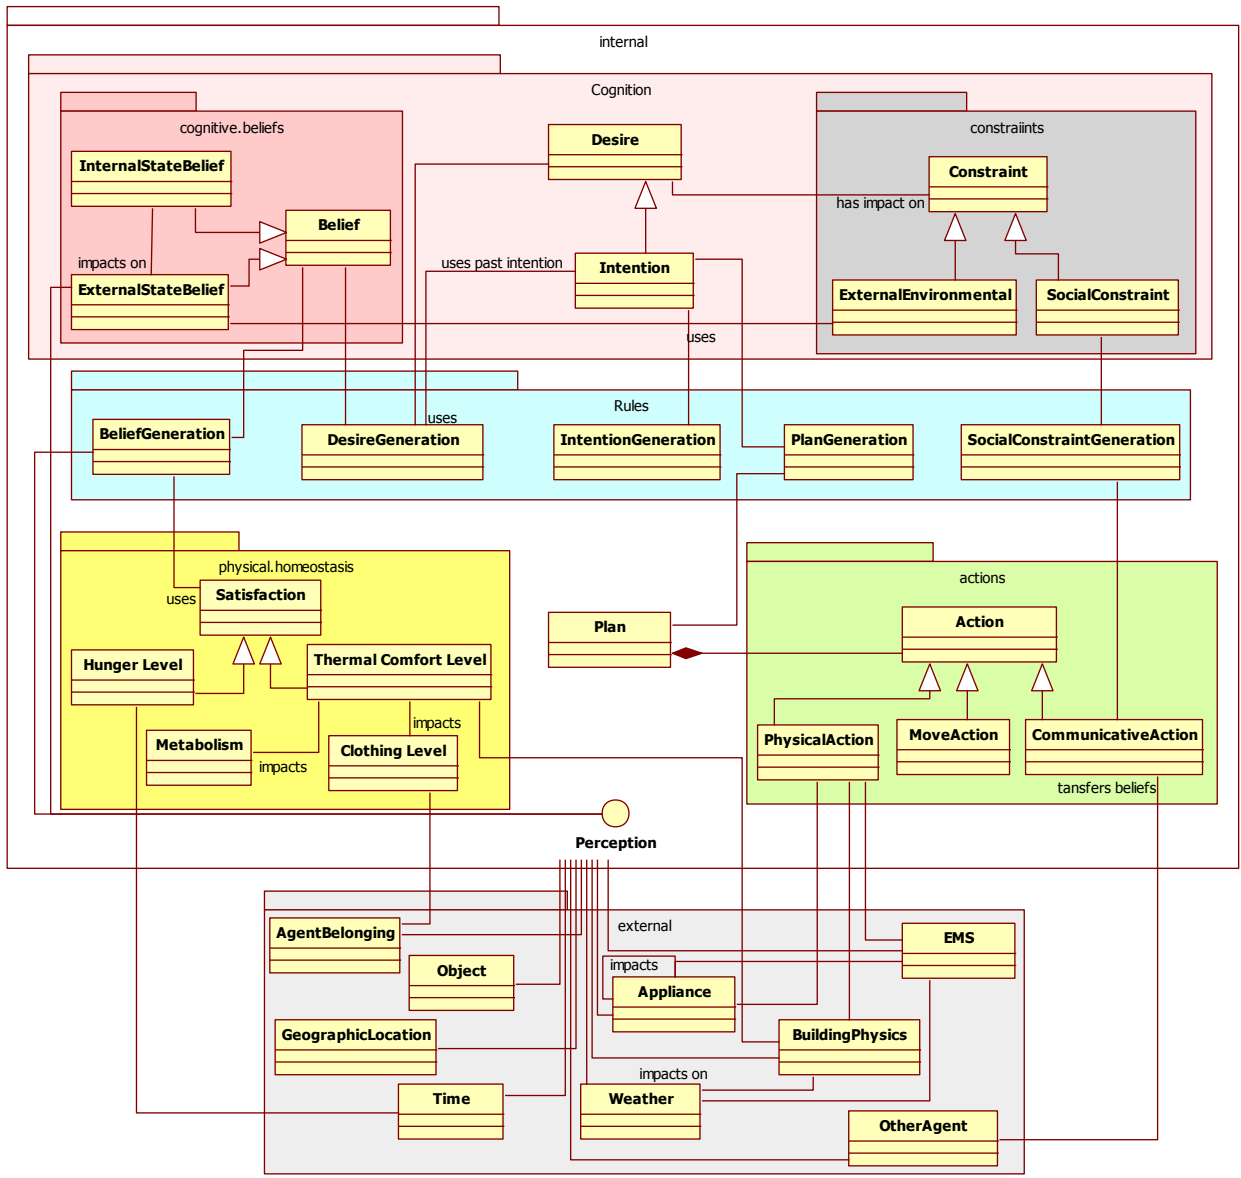 internal
Cognition
cognitive.beliefs
constraiints
Desire
InternalStateBelief
Constraint
has impact on
Belief
impacts on
uses past intention
Intention
ExternalStateBelief
ExternalEnvironmental
SocialConstraint
uses
Rules
uses
BeliefGeneration
DesireGeneration
IntentionGeneration
PlanGeneration
SocialConstraintGeneration
physical.homeostasis
actions
Satisfaction
uses
Action
Plan
Hunger Level
Thermal Comfort Level
impacts
PhysicalAction
MoveAction
CommunicativeAction
Metabolism
Clothing Level
impacts
tansfers beliefs
Perception
external
AgentBelonging
EMS
impacts
Object
Appliance
GeographicLocation
BuildingPhysics
impacts on
Time
Weather
OtherAgent